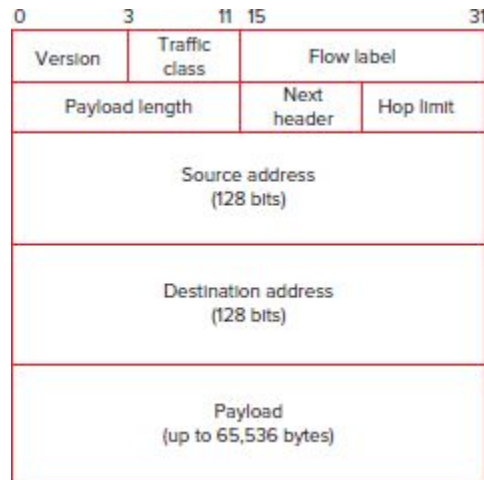 0 3 11 15 31
Version Traffic class Flow label
Payload length Next header Hop limit
Source address
(128 bits)
Destination address
(128 bits)
Payload
(up to 65,536 bytes)